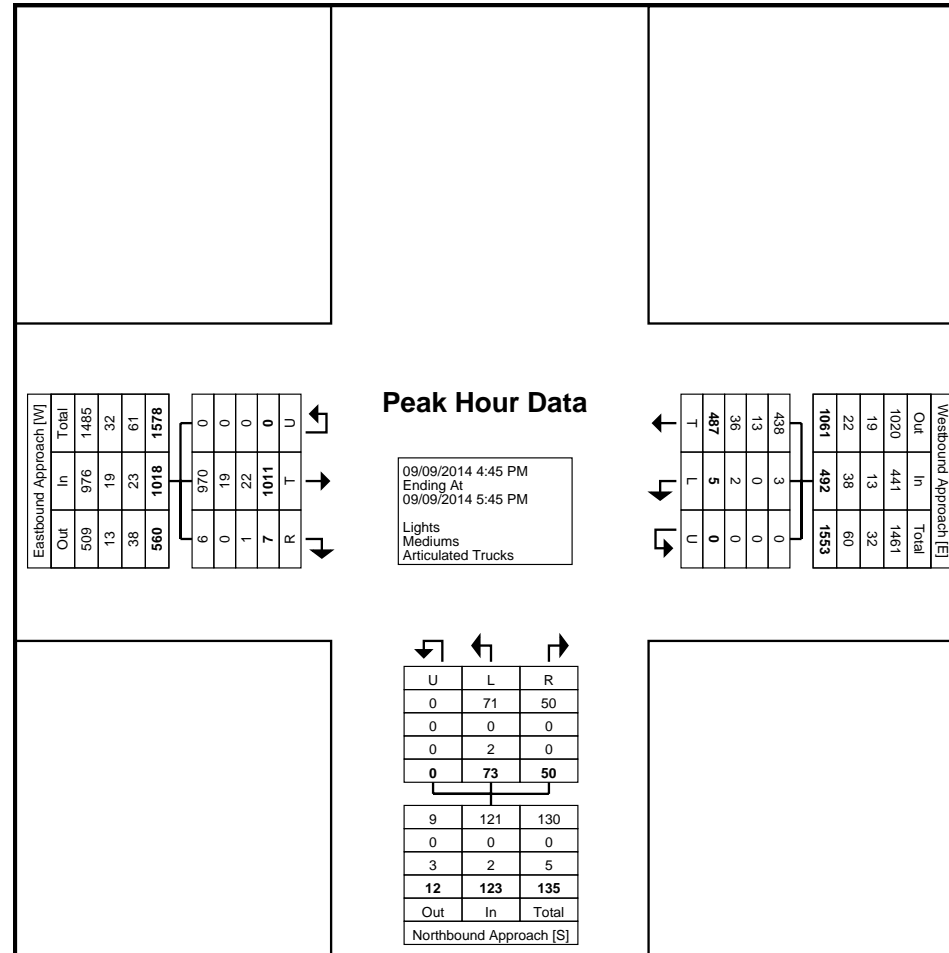 Peak Hour Data
09/09/2014 4:45 PM
Ending At
09/09/2014 5:45 PM
Lights
Mediums
Articulated Trucks
Eastbound Approach [W]
Total In Out
1485 976 509
32 19 13
61 23 38
1578 1018 560
0 970 6
0 19 0
0 22 1
0 1011 7
U T R
Westbound Approach [E]
Out In Total
1020 441 1461
19 13 32
22 38 60
1061 492 1553
438 3 0
13 0 0
36 2 0
487 5 0
T L U
U L R
0 71 50
0 0 0
0 2 0
0 73 50
9 121 130
0 0 0
3 2 5
12 123 135
Out In Total
Northbound Approach [S]